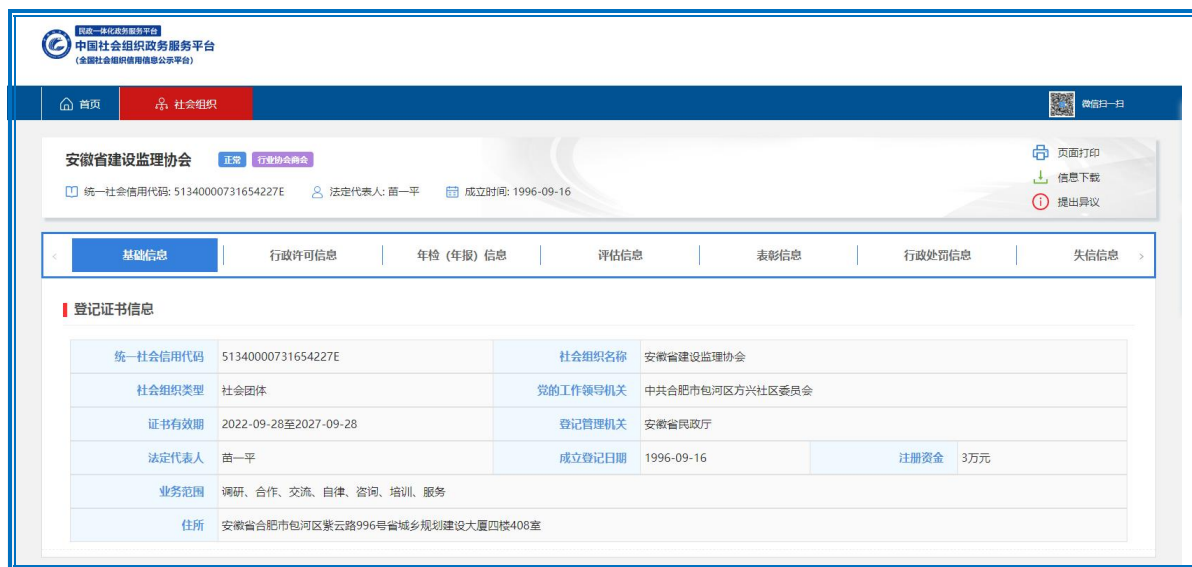 民政一体化政务服务平台
中国社会组织政务服务平台
(全国社会组织信用信息公示平台)
首页 社会组织 微信扫一扫
安徽省建设监理协会 正常 行业协会商会
页面打印
统一社会信用代码: 51340000731654227E 法定代表人: 苗一平 成立时间: 1996-09-16
信息下载
提出异议
< 基础信息 行政许可信息 年检 (年报) 信息 评估信息 表彰信息 行政处罚信息 失信信息 >
登记证书信息
统一社会信用代码 51340000731654227E 社会组织名称 安徽省建设监理协会
社会组织类型 社会团体 党的工作领导机关 中共合肥市包河区方兴社区委员会
证书有效期 2022-09-28至2027-09-28 登记管理机关 安徽省民政厅
法定代表人 苗一平 成立登记日期 1996-09-16 注册资金 3万元
业务范围 调研、合作、交流、自律、咨询、培训、服务
住所 安徽省合肥市包河区紫云路996号省城乡规划建设大厦四楼408室